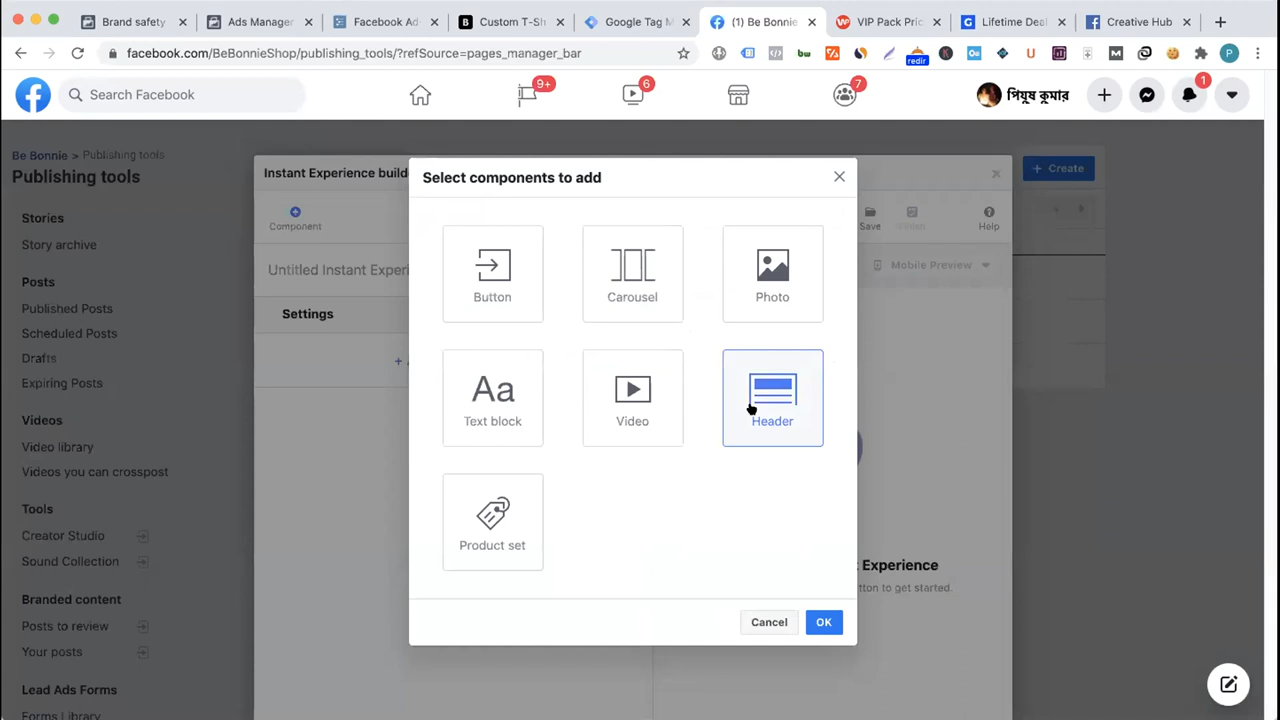 Brand safety
Ads Manager
Facebook Ad
Custom T-Sh
Google Tag M
(1) Be Bonnie
VIP Pack Pric
Lifetime Deal
Creative Hub
facebook.com/BeBonnieShop/publishing_tools/?refSource=pages_manager_bar
redir
P
Search Facebook
9+
6
7
পিয়ুষ কুমার
1
Be Bonnie > Publishing tools
Publishing tools
Stories
Story archive
Posts
Published Posts
Scheduled Posts
Drafts
Expiring Posts
Videos
Video library
Videos you can crosspost
Tools
Creator Studio
Sound Collection
Branded content
Posts to review
Your posts
Lead Ads Forms
Forms Library
+ Create
Instant Experience builde
Component
Save
Help
Untitled Instant Experi
Mobile Preview
Settings
+
Experience
tton to get started.
Select components to add
Button
Carousel
Photo
Aa
Text block
Video
Header
Product set
Cancel
OK